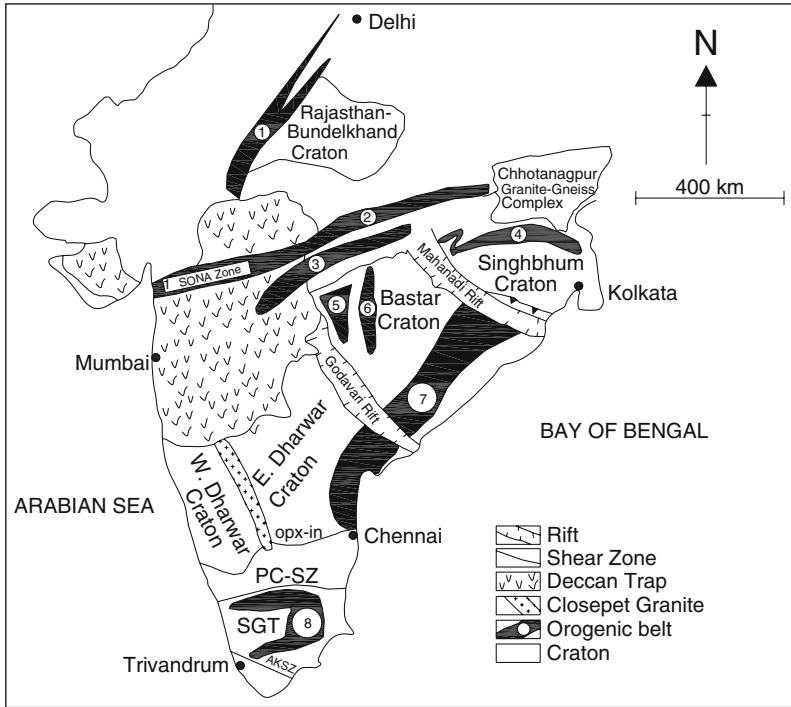 Delhi
N
Rajasthan-
Bundelkhand
Craton
1
Chhotanagpur
Granite-Gneiss
Complex
400 km
2
SONA Zone
3
4
Mahanadi Rift
Singhbhum
Craton
Kolkata
5
6
Bastar
Craton
Mumbai
Godavari Rift
7
BAY OF BENGAL
W. Dharwar
Craton
E. Dharwar
Craton
ARABIAN SEA
opx-in
Chennai
PC-SZ
SGT
8
AKSZ
Trivandrum
Rift
Shear Zone
Deccan Trap
Closepet Granite
Orogenic belt
Craton